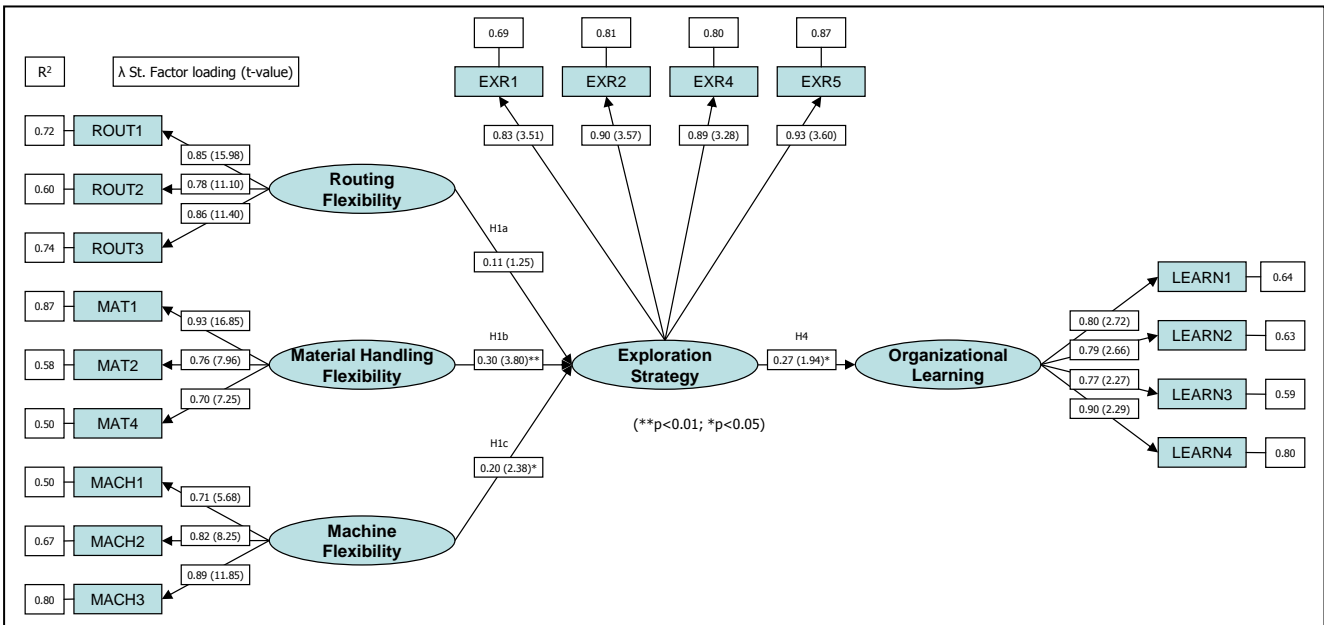 R²
λ St. Factor loading (t-value)
0.69
0.81
0.80
0.87
EXR1
EXR2
EXR4
EXR5
0.83 (3.51)
0.90 (3.57)
0.89 (3.28)
0.93 (3.60)
0.72
ROUT1
0.85 (15.98)
0.60
ROUT2
0.78 (11.10)
0.74
ROUT3
0.86 (11.40)
Routing
Flexibility
H1a
0.11 (1.25)
0.87
MAT1
0.93 (16.85)
0.58
MAT2
0.76 (7.96)
0.50
MAT4
0.70 (7.25)
Material Handling
Flexibility
H1b
0.30 (3.80)**
Exploration
Strategy
H4
0.27 (1.94)*
Organizational
Learning
(**p<0.01; *p<0.05)
0.80 (2.72)
LEARN1
0.64
0.79 (2.66)
LEARN2
0.63
0.77 (2.27)
LEARN3
0.59
0.90 (2.29)
LEARN4
0.80
H1c
0.20 (2.38)*
0.50
MACH1
0.71 (5.68)
0.67
MACH2
0.82 (8.25)
0.80
MACH3
0.89 (11.85)
Machine
Flexibility